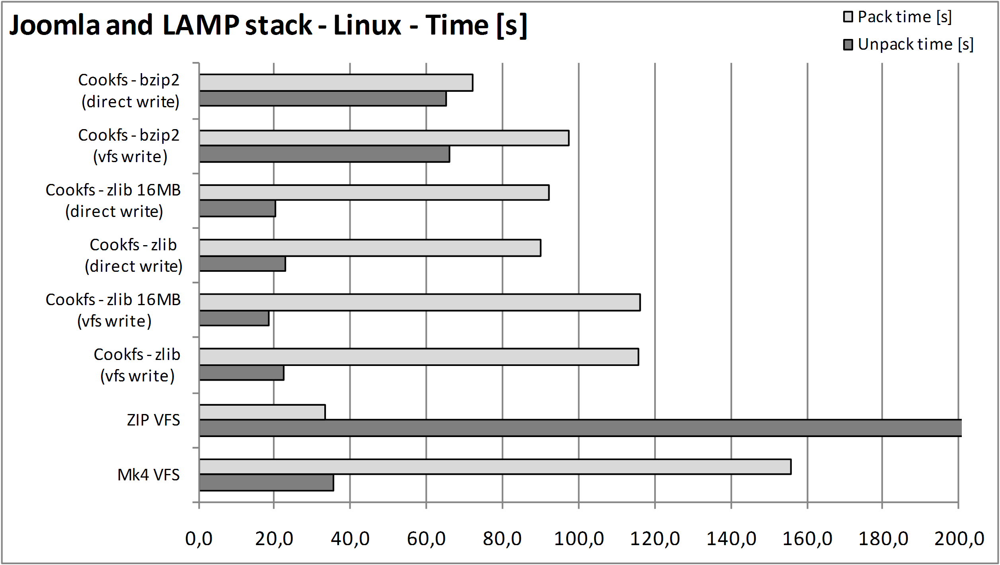 Joomla and LAMP stack - Linux - Time [s]
Pack time [s]
Unpack time [s]
Cookfs - bzip2
(direct write)
Cookfs - bzip2
(vfs write)
Cookfs - zlib 16MB
(direct write)
Cookfs - zlib
(direct write)
Cookfs - zlib 16MB
(vfs write)
Cookfs - zlib
(vfs write)
ZIP VFS
Mk4 VFS
0,0 20,0 40,0 60,0 80,0 100,0 120,0 140,0 160,0 180,0 200,0